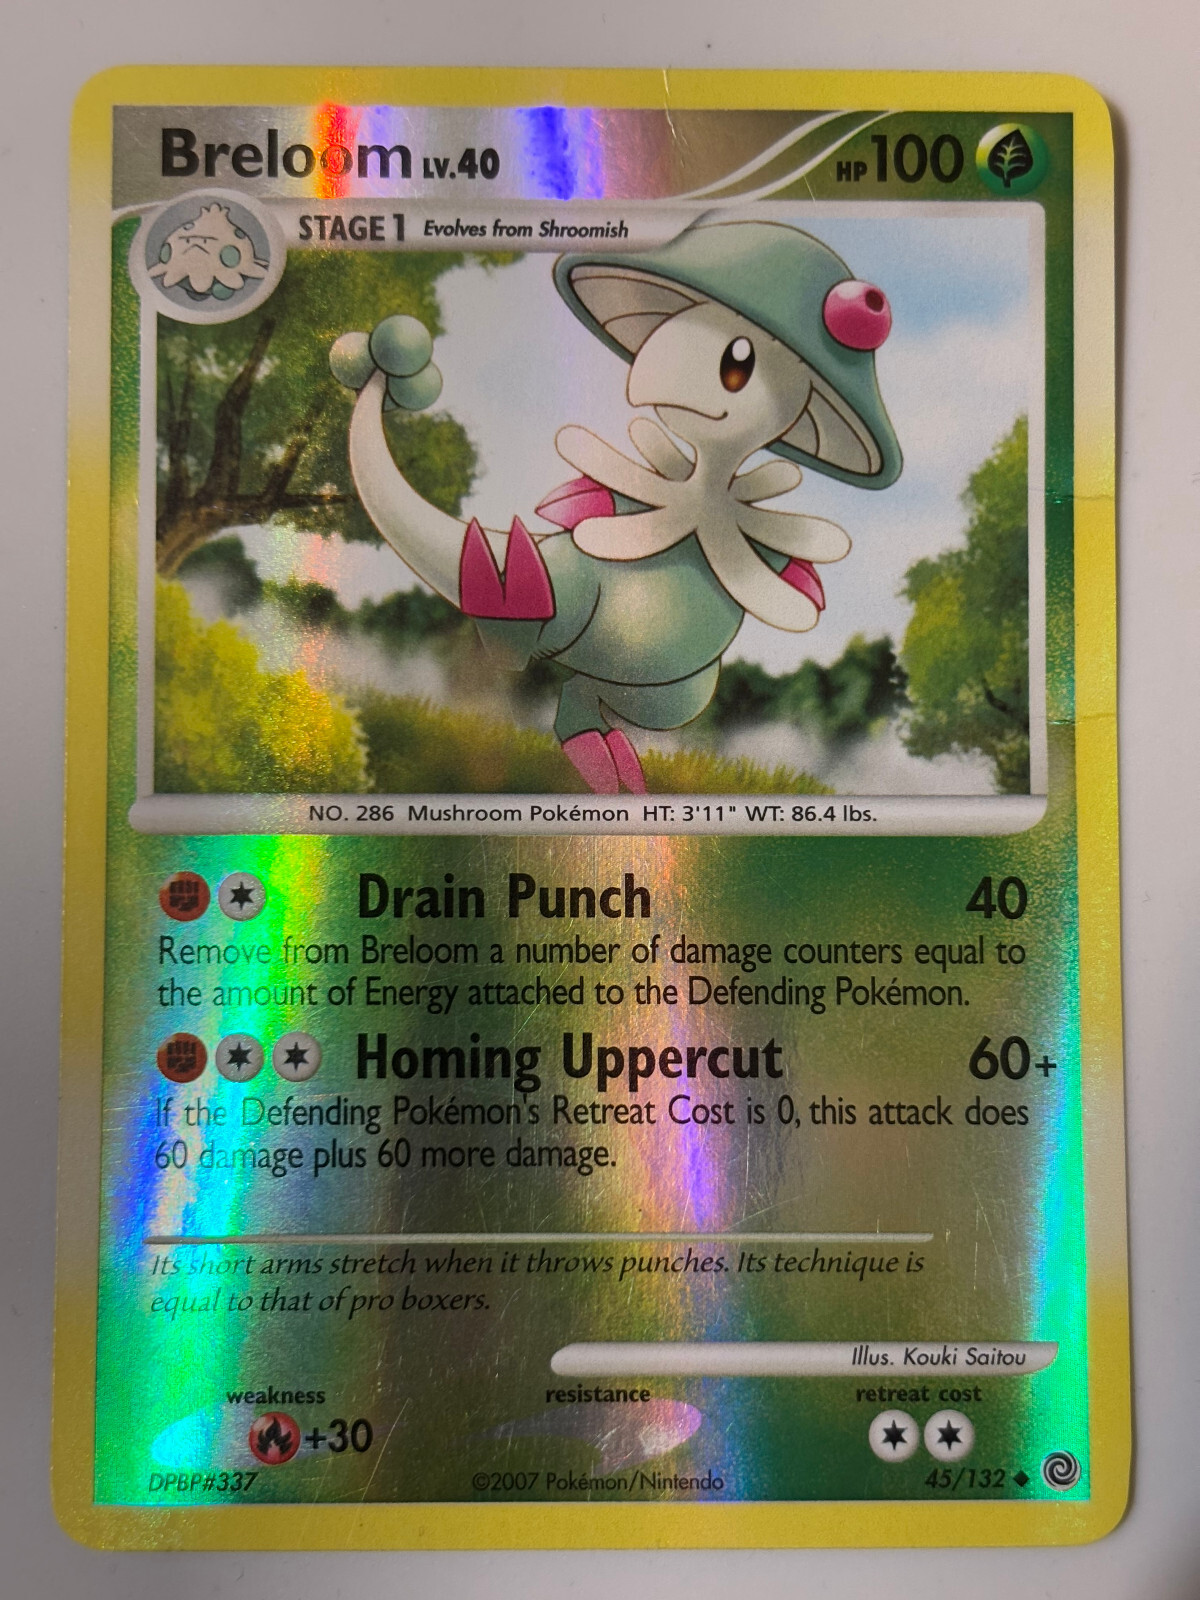 Breloom LV.40 HP 100
STAGE 1 Evolves from Shroomish
NO. 286 Mushroom Pokémon HT: 3'11" WT: 86.4 lbs.
Drain Punch 40
Remove from Breloom a number of damage counters equal to
the amount of Energy attached to the Defending Pokémon.
Homing Uppercut 60+
If the Defending Pokémon's Retreat Cost is 0, this attack does
60 damage plus 60 more damage.
Its short arms stretch when it throws punches. Its technique is
equal to that of pro boxers.
Illus. Kouki Saitou
weakness resistance retreat cost
+30
DPBP#337 ©2007 Pokémon/Nintendo 45/132